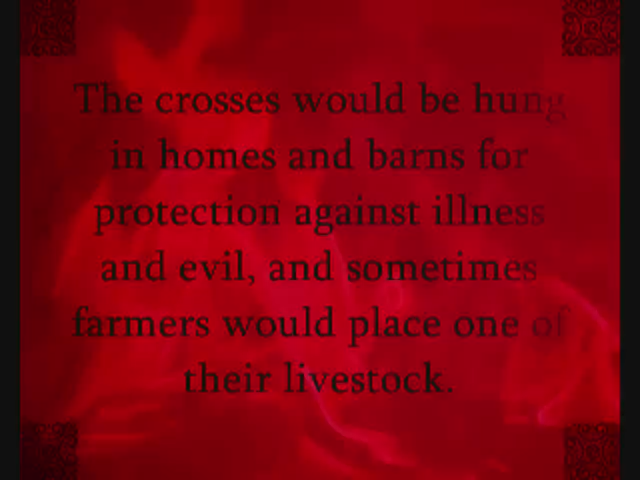 The crosses would be hung
in homes and barns for
protection against illness
and evil, and sometimes
farmers would place one of
their livestock.